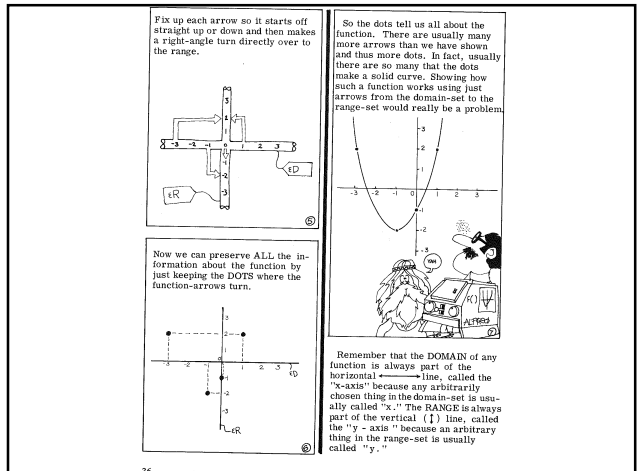 Fix up each arrow so it starts off
straight up or down and then makes
a right-angle turn directly over to
the range.
3
2
1
-3 -2 -1 0 1 2 3
-1
-2
-3
εD
εR
5
Now we can preserve ALL the in-
formation about the function by
just keeping the DOTS where the
function-arrows turn.
3
2
1
-3 -2 -1 0 1 2 3
εD
-1
-2
-3
εR
6
So the dots tell us all about the
function. There are usually many
more arrows than we have shown
and thus more dots. In fact, usually
there are so many that the dots
make a solid curve. Showing how
such a function works using just
arrows from the domain-set to the
range-set would really be a problem.
3
2
1
-3 -2 -1 0 1 2 3
-1
-2
-3
F()
7
Remember that the DOMAIN of any
function is always part of the
horizontal ⟷ line, called the
"x-axis" because any arbitrarily
chosen thing in the domain-set is usu-
ally called "x." The RANGE is always
part of the vertical (↕) line, called
the "y - axis " because an arbitrary
thing in the range-set is usually
called "y."